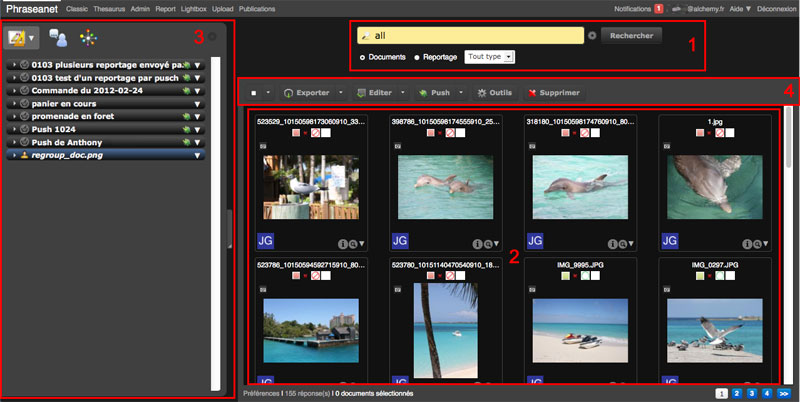 Phraseanet Classic Thesaurus Admin Report Lightbox Upload Publications Notifications 1 @alchemy.fr Aide Déconnexion
3
0103 plusieurs reportage envoyé pa...
0103 test d'un reportage par pusch
Commande du 2012-02-24
panier en cours
promenade en foret
Push 1024
Push de Anthony
regroup_doc.png
all Rechercher
Documents Reportage Tout type
1
Exporter Editer Push Outils Supprimer
4
523529_10150598173060910_33... 398786_10150598174555910_25... 318180_10150598174760910_80... 1.jpg
JG JG JG JG
2
523786_10150594592715910_80... 523780_10151140470540910_18... IMG_9995.JPG IMG_0297.JPG
JG JG JG JG
Préférences | 155 réponse(s) | 0 documents sélectionnés 1 2 3 4 >>